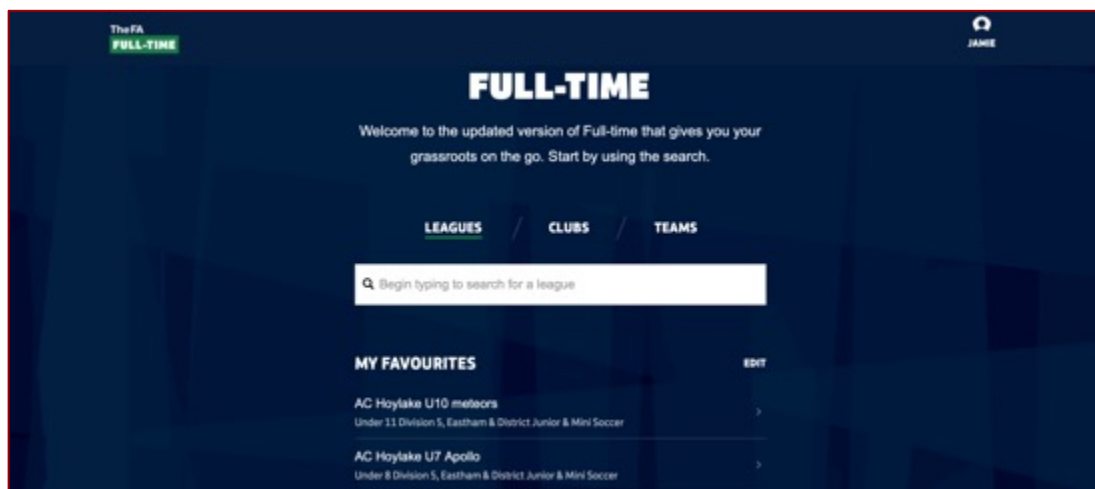 TheFA
FULL-TIME
JAMIE
FULL-TIME
Welcome to the updated version of Full-time that gives you your
grassroots on the go. Start by using the search.
LEAGUES / CLUBS / TEAMS
Begin typing to search for a league
MY FAVOURITES EDIT
AC Hoylake U10 meteors
Under 11 Division 5, Eastham & District Junior & Mini Soccer
AC Hoylake U7 Apollo
Under 8 Division 5, Eastham & District Junior & Mini Soccer